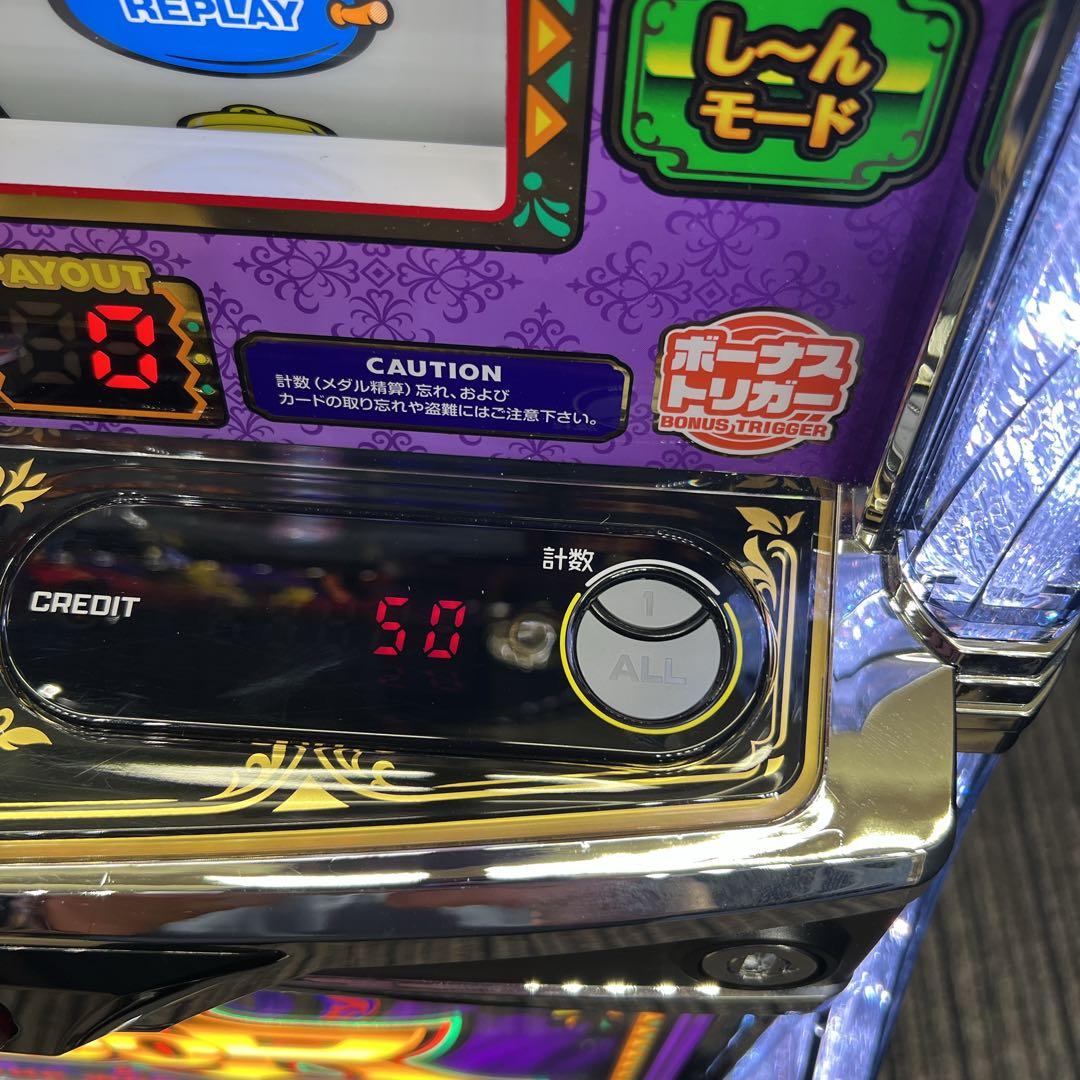 REPLAY
し〜ん
モード
PAYOUT
0
CAUTION
計数(メダル精算)忘れ、および
カードの取り忘れや盗難にはご注意下さい。
ボーナス
トリガー
BONUS TRIGGER
計数
CREDIT
50
1
ALL